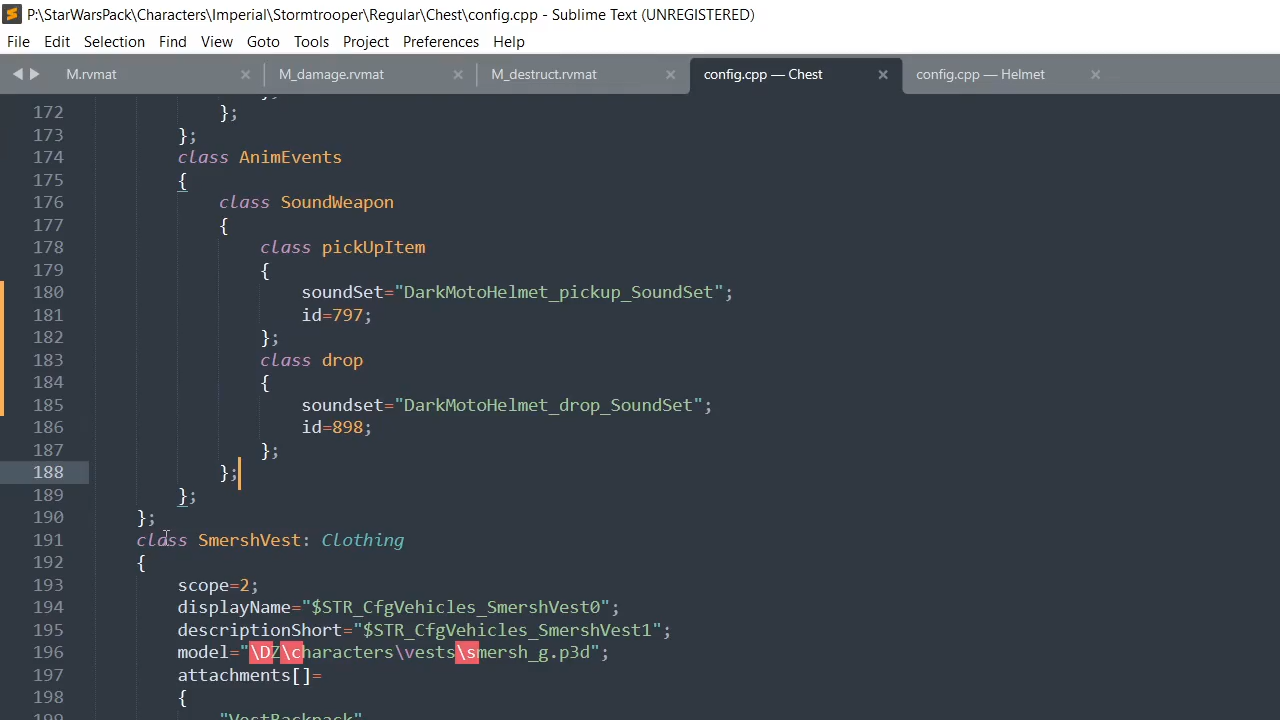 P:\StarWarsPack\Characters\Imperial\Stormtrooper\Regular\Chest\config.cpp - Sublime Text (UNREGISTERED)
File Edit Selection Find View Goto Tools Project Preferences Help
M.rvmat × M_damage.rvmat × M_destruct.rvmat × config.cpp — Chest × config.cpp — Helmet ×
172 };
173 };
174 class AnimEvents
175 {
176 class SoundWeapon
177 {
178 class pickUpItem
179 {
180 soundSet="DarkMotoHelmet_pickup_SoundSet";
181 id=797;
182 };
183 class drop
184 {
185 soundset="DarkMotoHelmet_drop_SoundSet";
186 id=898;
187 };
188 };
189 };
190 };
191 class SmershVest: Clothing
192 {
193 scope=2;
194 displayName="$STR_CfgVehicles_SmershVest0";
195 descriptionShort="$STR_CfgVehicles_SmershVest1";
196 model="\DZ\characters\vests\smersh_g.p3d";
197 attachments[]=
198 {
199 "VestBackpack"